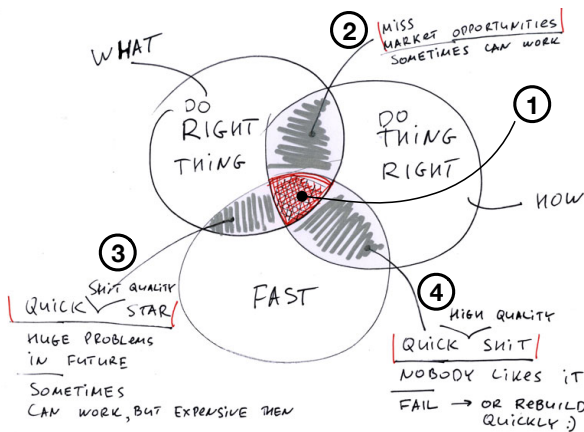 2
MISS
MARKET OPPORTUNITIES
SOMETIMES CAN WORK
WHAT
1
DO
RIGHT
THING
DO
THING
RIGHT
HOW
3
SHIT QUALITY
QUICK STAR
HUGE PROBLEMS
IN FUTURE
SOMETIMES
CAN WORK, BUT EXPENSIVE THEN
FAST
4
HIGH QUALITY
QUICK SHIT
NOBODY LIKES IT
FAIL → OR REBUILD
QUICKLY :)